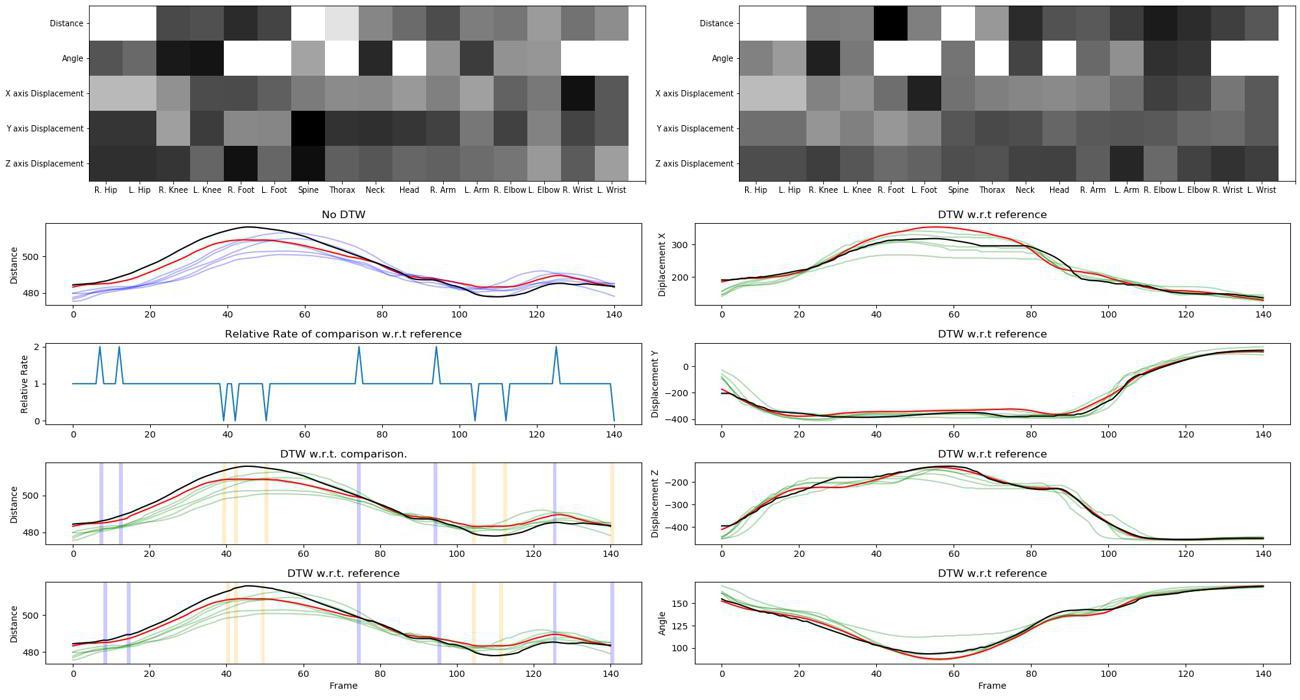 Distance
Angle
X axis Displacement
Y axis Displacement
Z axis Displacement
R. Hip L. Hip R. Knee L. Knee R. Foot L. Foot Spine Thorax Neck Head R. Arm L. Arm R. Elbow L. Elbow R. Wrist L. Wrist
Distance
Angle
X axis Displacement
Y axis Displacement
Z axis Displacement
R. Hip L. Hip R. Knee L. Knee R. Foot L. Foot Spine Thorax Neck Head R. Arm L. Arm R. Elbow L. Elbow R. Wrist L. Wrist
No DTW
Distance
500
480
0 20 40 60 80 100 120 140
Relative Rate of comparison w.r.t reference
Relative Rate
2
1
0
0 20 40 60 80 100 120 140
DTW w.r.t. comparison.
Distance
500
480
0 20 40 60 80 100 120 140
DTW w.r.t. reference
Distance
500
480
0 20 40 60 80 100 120 140
Frame
DTW w.r.t reference
Diplacement X
300
200
0 20 40 60 80 100 120 140
DTW w.r.t reference
Displacement Y
0
−200
−400
0 20 40 60 80 100 120 140
DTW w.r.t reference
Displacement Z
−200
−300
−400
0 20 40 60 80 100 120 140
DTW w.r.t reference
Angle
150
125
100
0 20 40 60 80 100 120 140
Frame